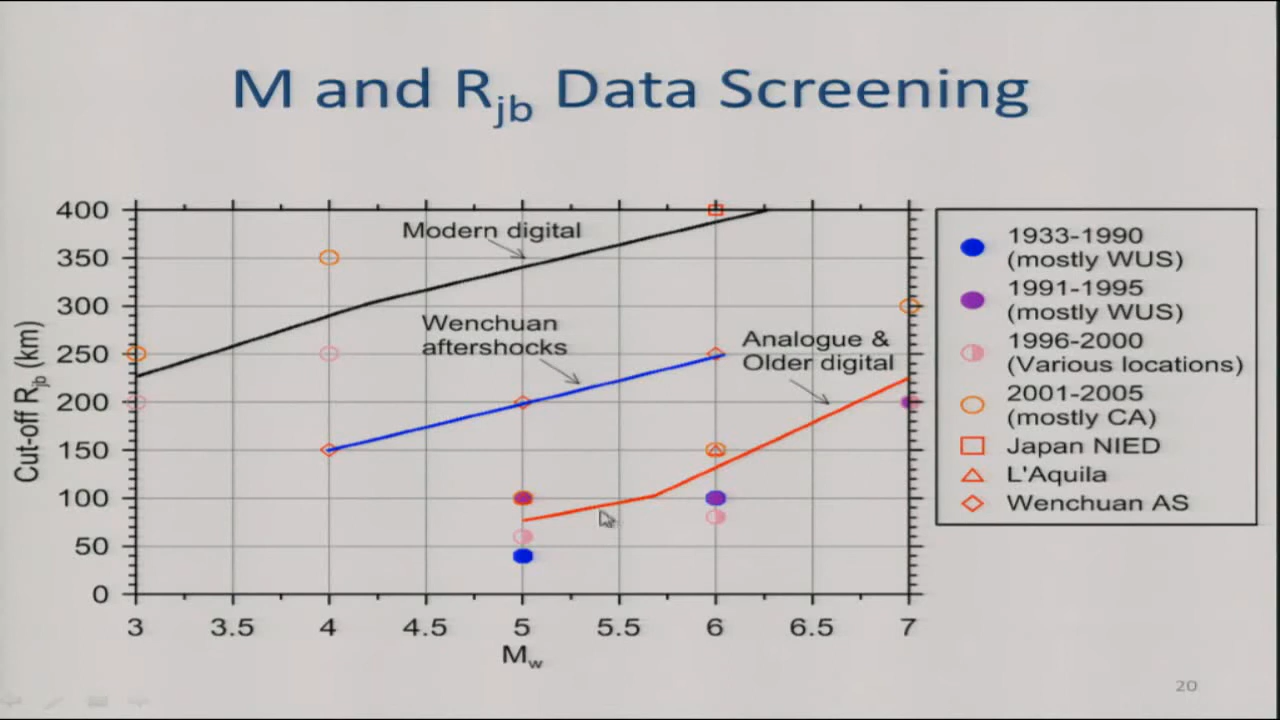 M and Rjb Data Screening
400
350
300
250
200
150
100
50
0
Cut-off Rjb (km)
3 3.5 4 4.5 5 5.5 6 6.5 7
Mw
Modern digital
Wenchuan
aftershocks
Analogue &
Older digital
1933-1990
(mostly WUS)
1991-1995
(mostly WUS)
1996-2000
(Various locations)
2001-2005
(mostly CA)
Japan NIED
L'Aquila
Wenchuan AS
20